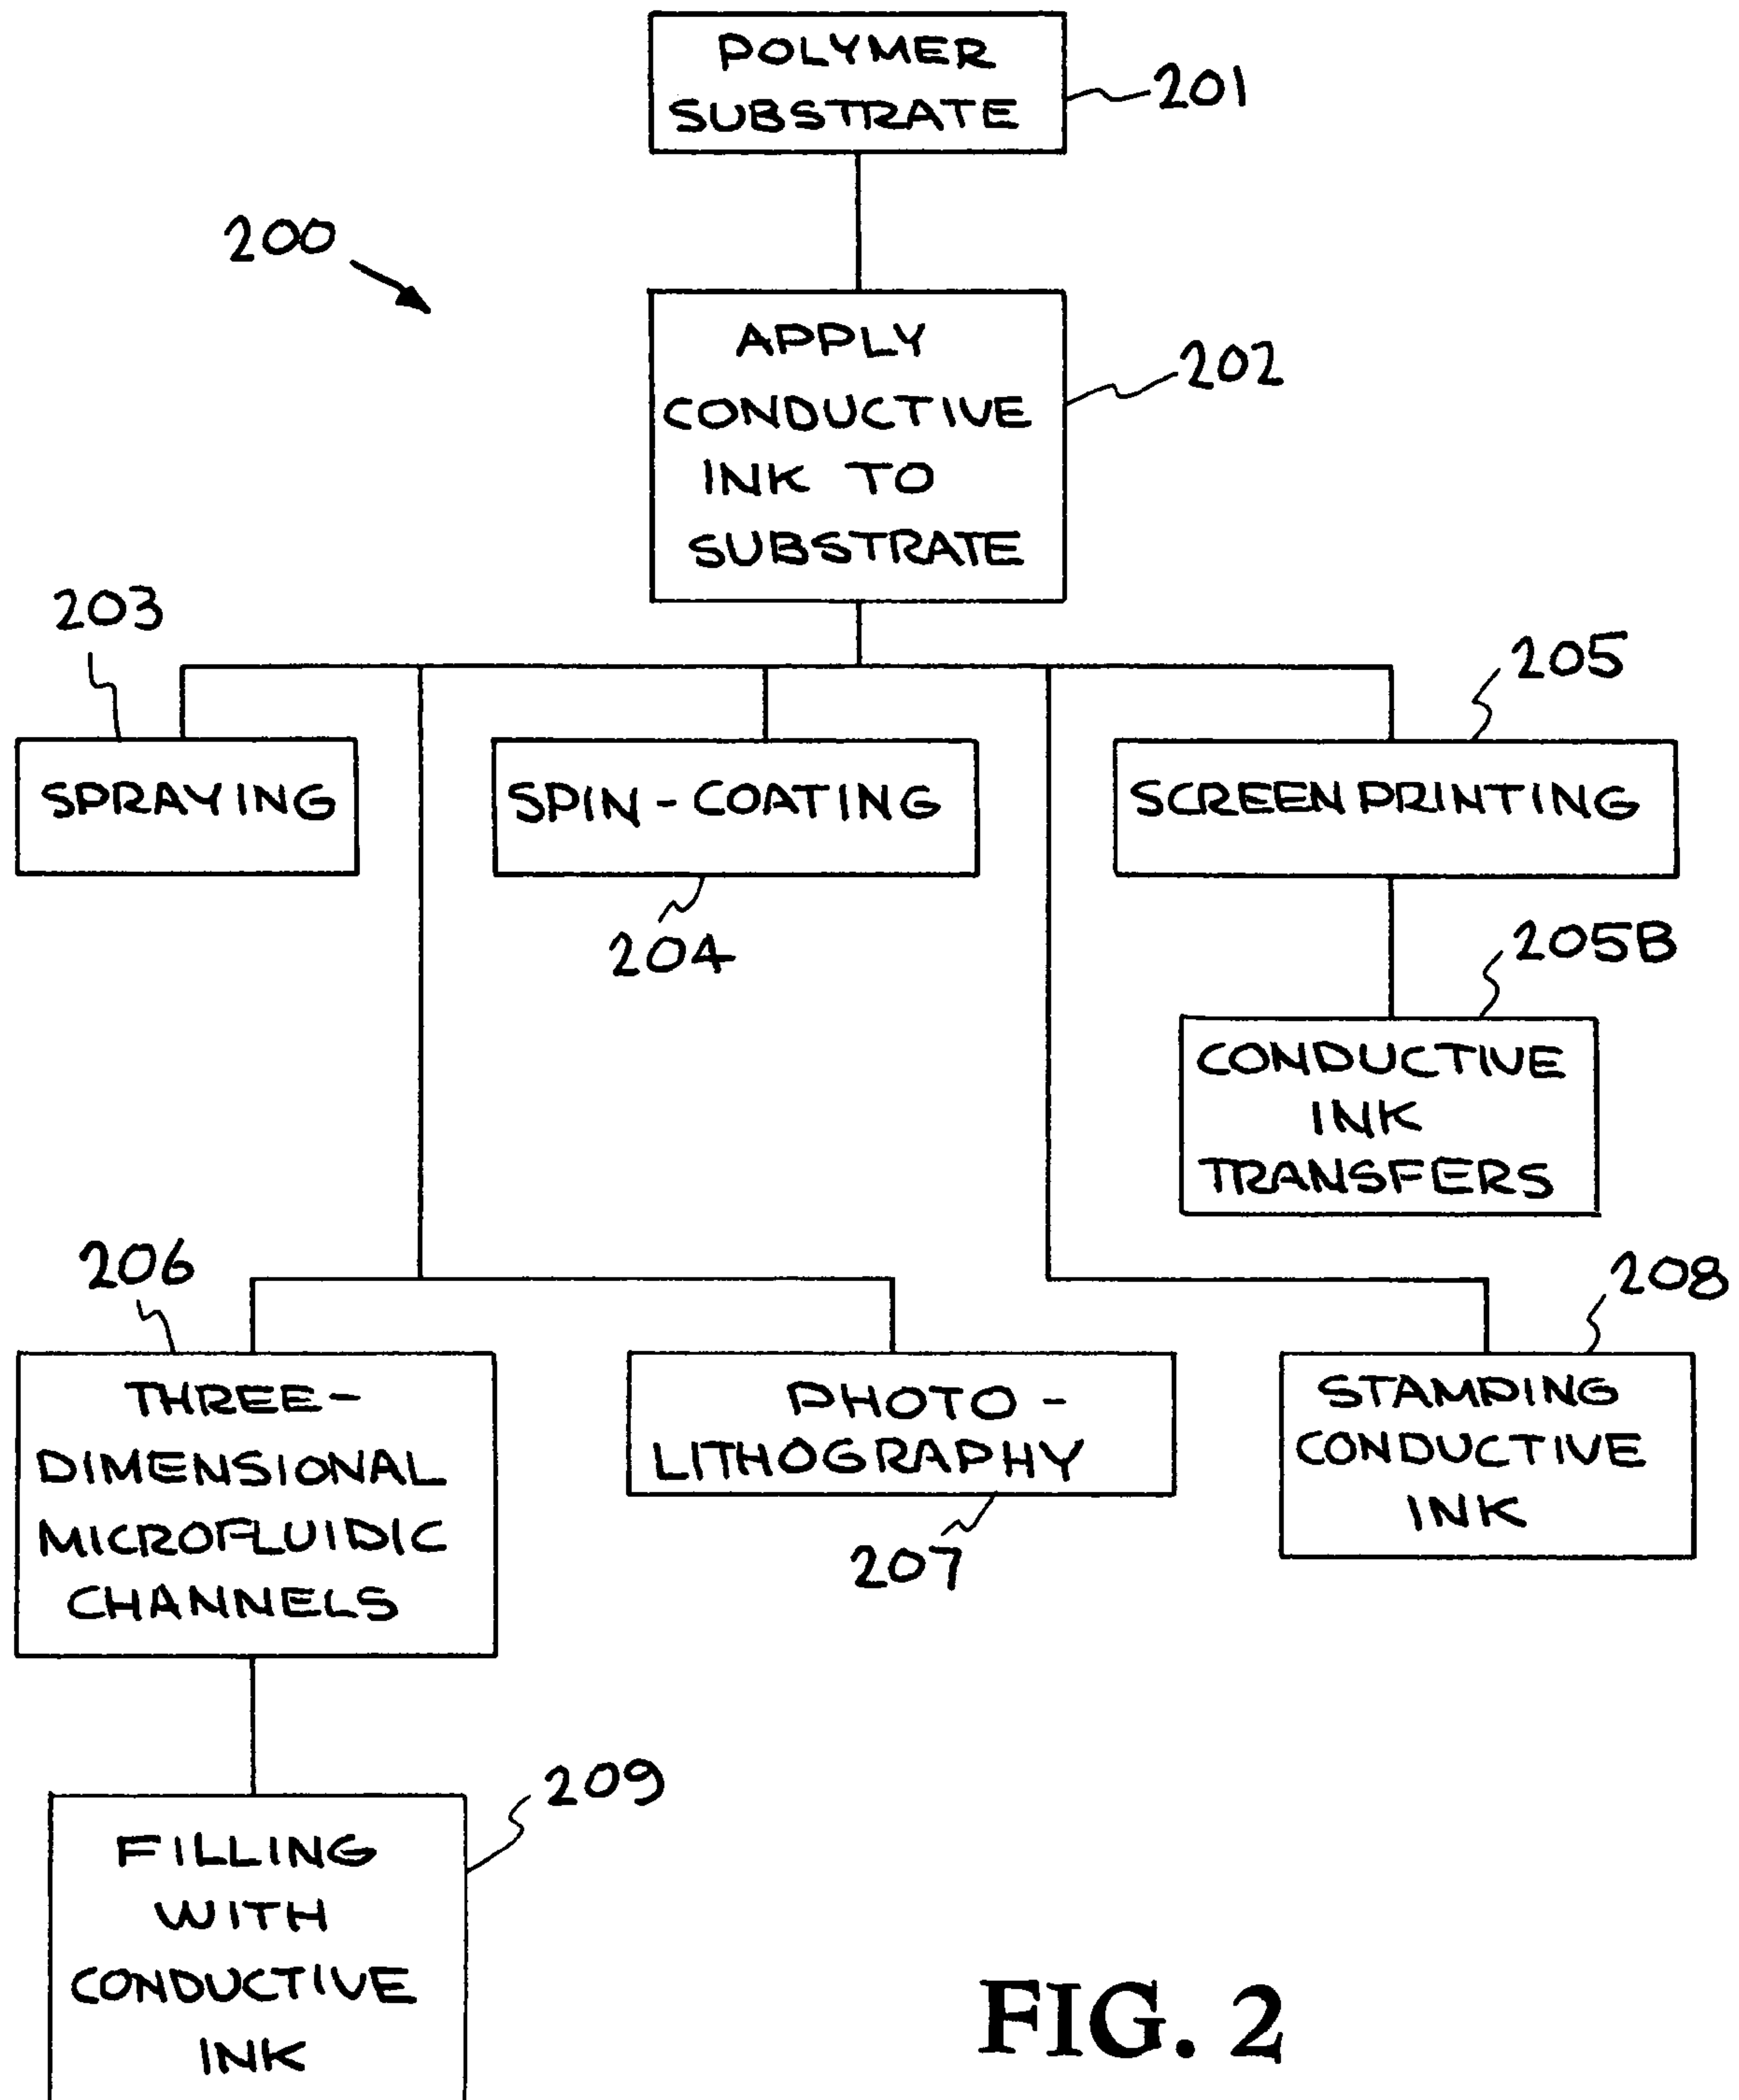 POLYMER
SUBSTRATE
201
200
APPLY
CONDUCTIVE
INK TO
SUBSTRATE
202
203
205
SPRAYING
SPIN-COATING
SCREENPRINTING
204
205B
CONDUCTIVE
INK
TRANSFERS
206
208
THREE-
DIMENSIONAL
MICROFLUIDIC
CHANNELS
PHOTO-
LITHOGRAPHY
207
STAMPING
CONDUCTIVE
INK
209
FILLING
WITH
CONDUCTIVE
INK
FIG. 2